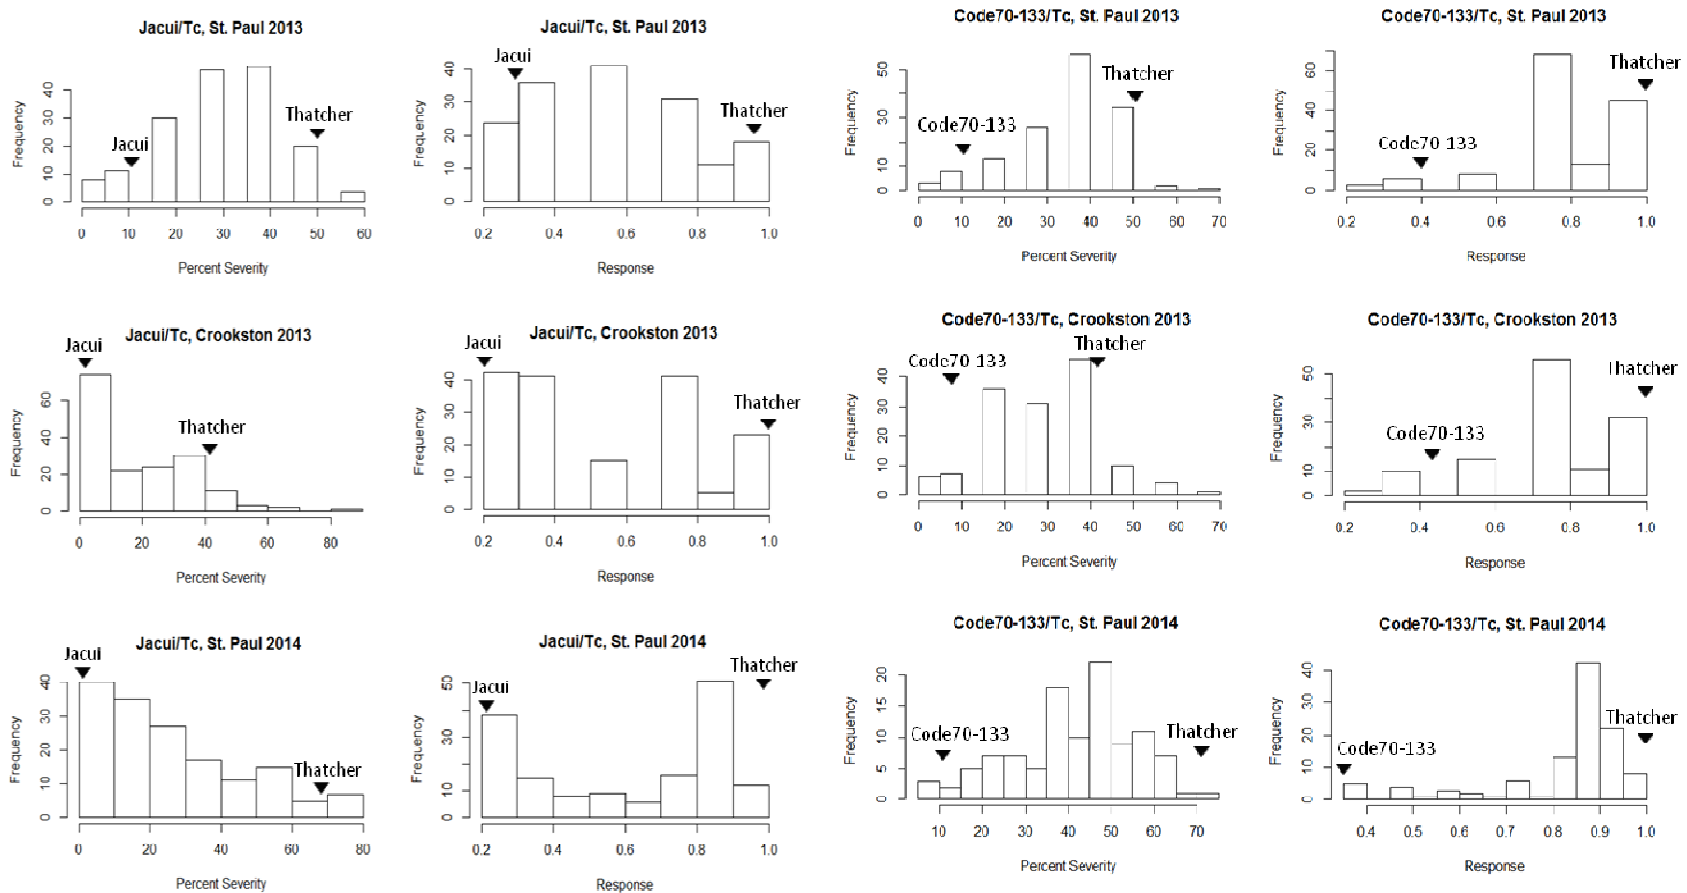 Jacui/Tc, St. Paul 2013
Frequency
0 10 20 30 40
Jacui
Thatcher
0 10 20 30 40 50 60
Percent Severity
Jacui/Tc, St. Paul 2013
Frequency
0 10 20 30 40
Jacui
Thatcher
0.2 0.4 0.6 0.8 1.0
Response
Code70-133/Tc, St. Paul 2013
Frequency
0 10 30 50
Code70-133
Thatcher
0 10 20 30 40 50 60 70
Percent Severity
Code70-133/Tc, St. Paul 2013
Frequency
0 20 40 60
Code70-133
Thatcher
0.2 0.4 0.6 0.8 1.0
Response
Jacui/Tc, Crookston 2013
Frequency
0 20 40 60
Jacui
Thatcher
0 20 40 60 80
Percent Severity
Jacui/Tc, Crookston 2013
Frequency
0 10 20 30 40
Jacui
Thatcher
0.2 0.4 0.6 0.8 1.0
Response
Code70-133/Tc, Crookston 2013
Frequency
0 10 20 30 40
Code70-133
Thatcher
0 10 20 30 40 50 60 70
Percent Severity
Code70-133/Tc, Crookston 2013
Frequency
0 10 30 50
Code70-133
Thatcher
0.2 0.4 0.6 0.8 1.0
Response
Jacui/Tc, St. Paul 2014
Frequency
0 10 20 30 40
Jacui
Thatcher
0 20 40 60 80
Percent Severity
Jacui/Tc, St. Paul 2014
Frequency
0 10 30 50
Jacui
Thatcher
0.2 0.4 0.6 0.8 1.0
Response
Code70-133/Tc, St. Paul 2014
Frequency
0 5 10 15 20
Code70-133
Thatcher
10 20 30 40 50 60 70
Percent Severity
Code70-133/Tc, St. Paul 2014
Frequency
0 10 20 30 40
Code70-133
Thatcher
0.4 0.5 0.6 0.7 0.8 0.9 1.0
Response